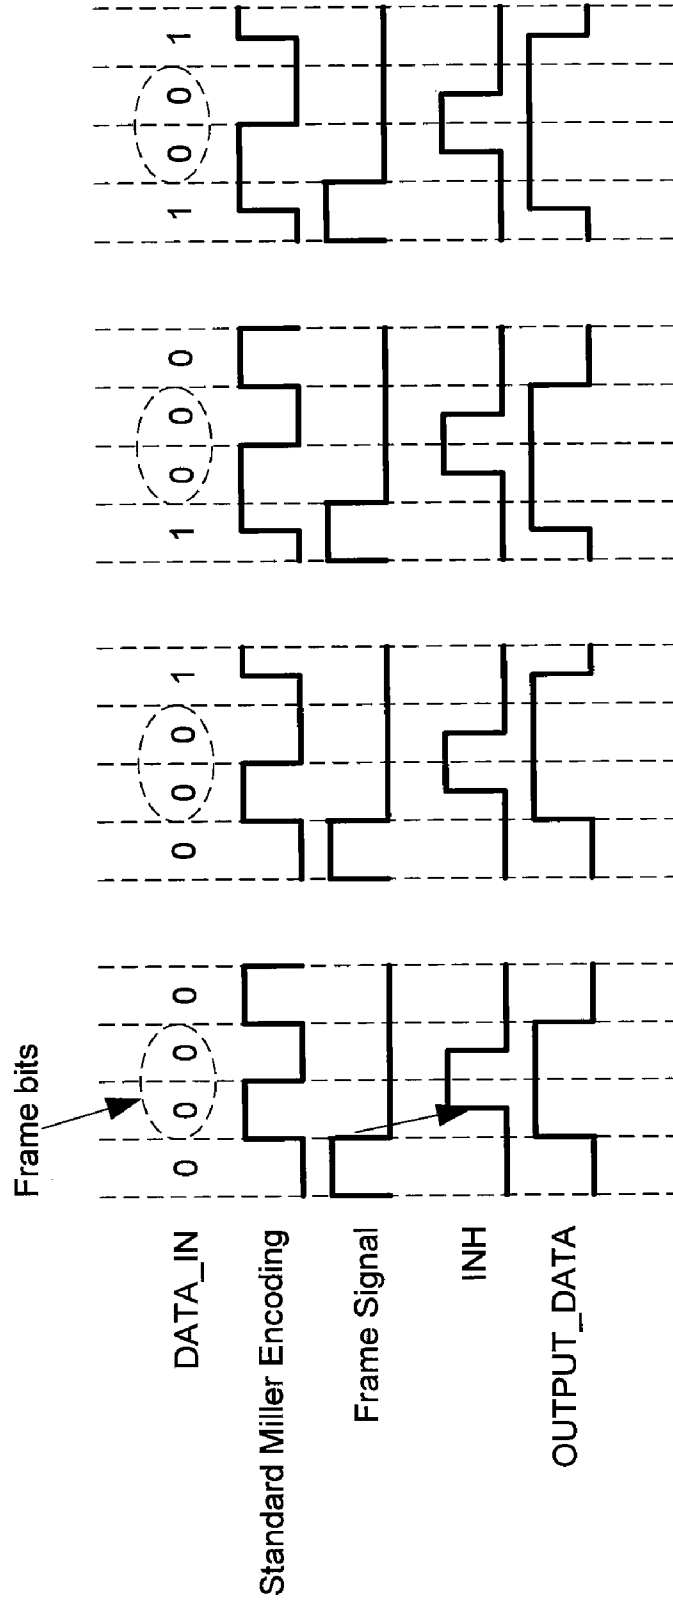 Frame bits
DATA_IN 0 0 0 0 0 0 0 1 1 0 0 0 1 0 0 1
Standard Miller Encoding
Frame Signal
INH
OUTPUT_DATA